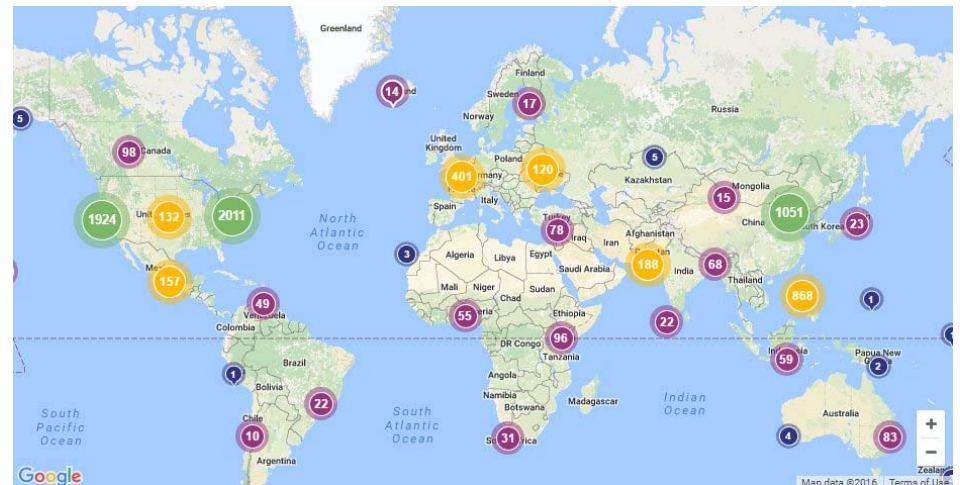 Greenland
14
Finland
Sweden
17
Norway
Russia
5
98
Canada
United
Kingdom
Poland
401
120
5
Kazakhstan
Mongolia
15
1924
132
2011
Spain
Italy
Turkey
78
Iraq
Iran
Afghanistan
China
1051
South Korea
23
North
Atlantic
Ocean
3
Algeria
Libya
Egypt
Saudi Arabia
188
India
68
Thailand
868
1
157
Mali
Niger
Chad
Sudan
49
Venezuela
Colombia
55
Ethiopia
22
DR Congo
96
Tanzania
59
Papua New
2
1
Brazil
Bolivia
22
Angola
Namibia
Botswana
Madagascar
Indian
Ocean
Australia
South
Pacific
Ocean
Chile
10
Argentina
South
Atlantic
Ocean
31
4
83
+
−
Google
Map data ©2016
Terms of Use